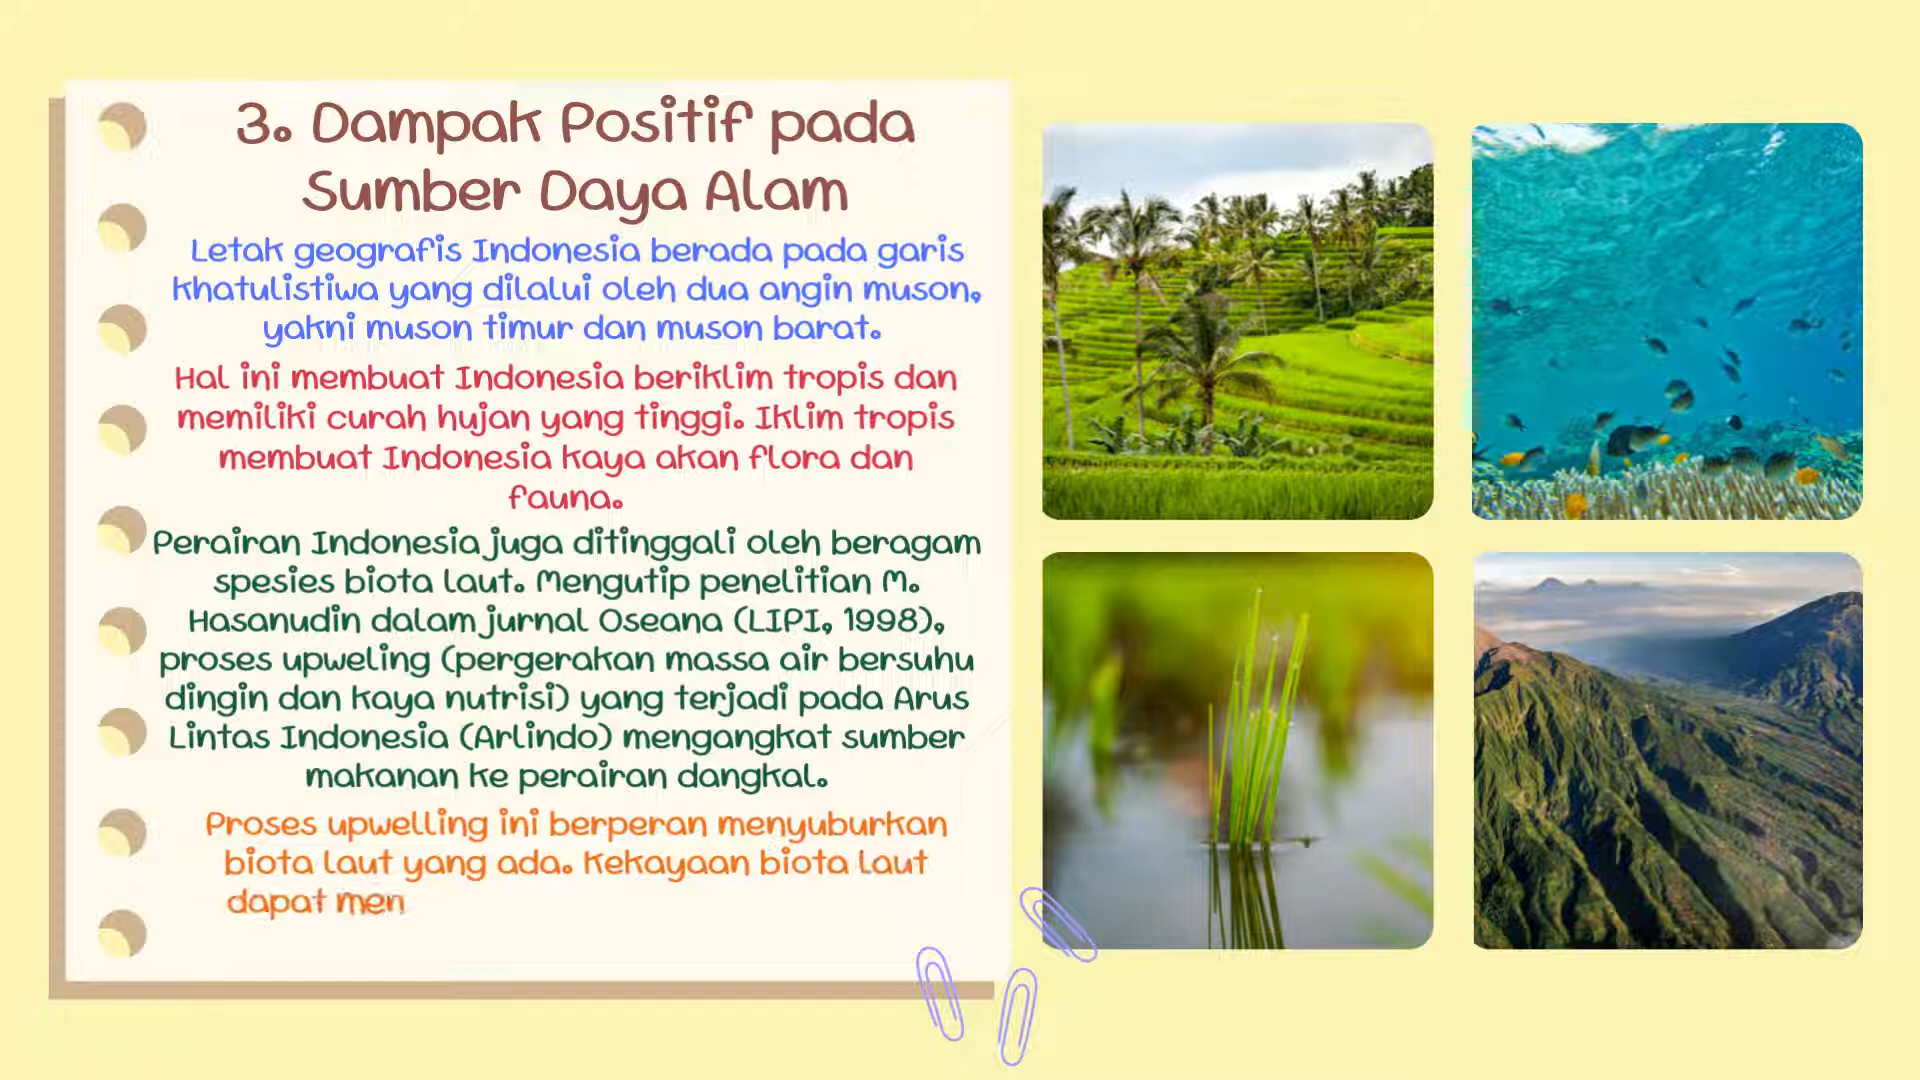 3. Dampak Positif pada
Sumber Daya Alam
Letak geografis Indonesia berada pada garis
khatulistiwa yang dilalui oleh dua angin muson,
yakni muson timur dan muson barat.
Hal ini membuat Indonesia beriklim tropis dan
memiliki curah hujan yang tinggi. Iklim tropis
membuat Indonesia kaya akan flora dan
fauna.
Perairan Indonesia juga ditinggali oleh beragam
spesies biota laut. Mengutip penelitian M.
Hasanudin dalam jurnal Oseana (LIPI, 1998),
proses upweling (pergerakan massa air bersuhu
dingin dan kaya nutrisi) yang terjadi pada Arus
Lintas Indonesia (Arlindo) mengangkat sumber
makanan ke perairan dangkal.
Proses upwelling ini berperan menyuburkan
biota laut yang ada. Kekayaan biota laut
dapat men